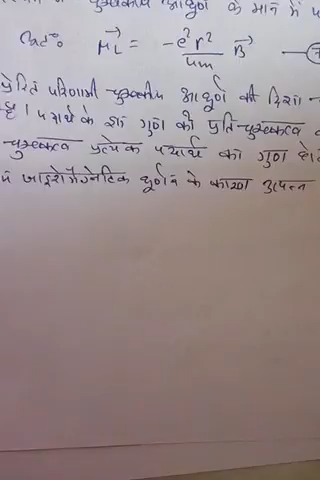 चुम्बकीय आघूर्ण के मान में प
अतः μL = -e²r²/4m B —
प्रेरित परिणामी चुम्बकीय आघूर्ण की दिशा
है। पदार्थ के इस गुण को प्रति-चुम्बकत्व
चुम्बकत्व प्रत्येक पदार्थ का गुण हो
के कारण उत्पन्न